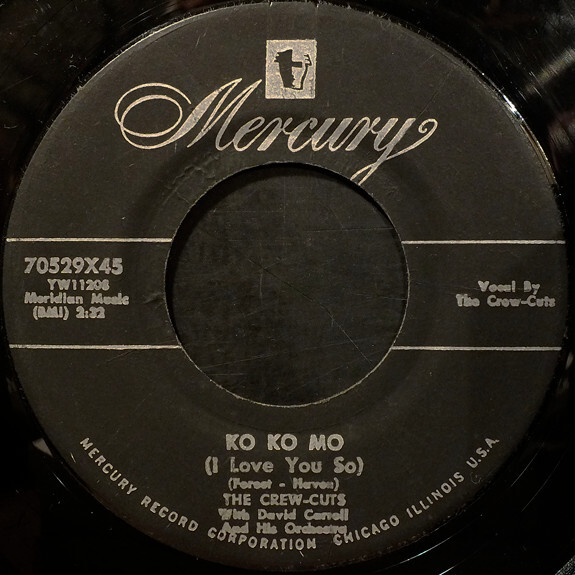 Mercury
70529X45
YW11208
Meridian Music
(BMI) 2:32
Vocal By
The Crew-Cuts
KO KO MO
(I Love You So)
(Forest - Haven)
THE CREW-CUTS
With David Carroll
And His Orchestra
MERCURY RECORD CORPORATION CHICAGO ILLINOIS U.S.A.